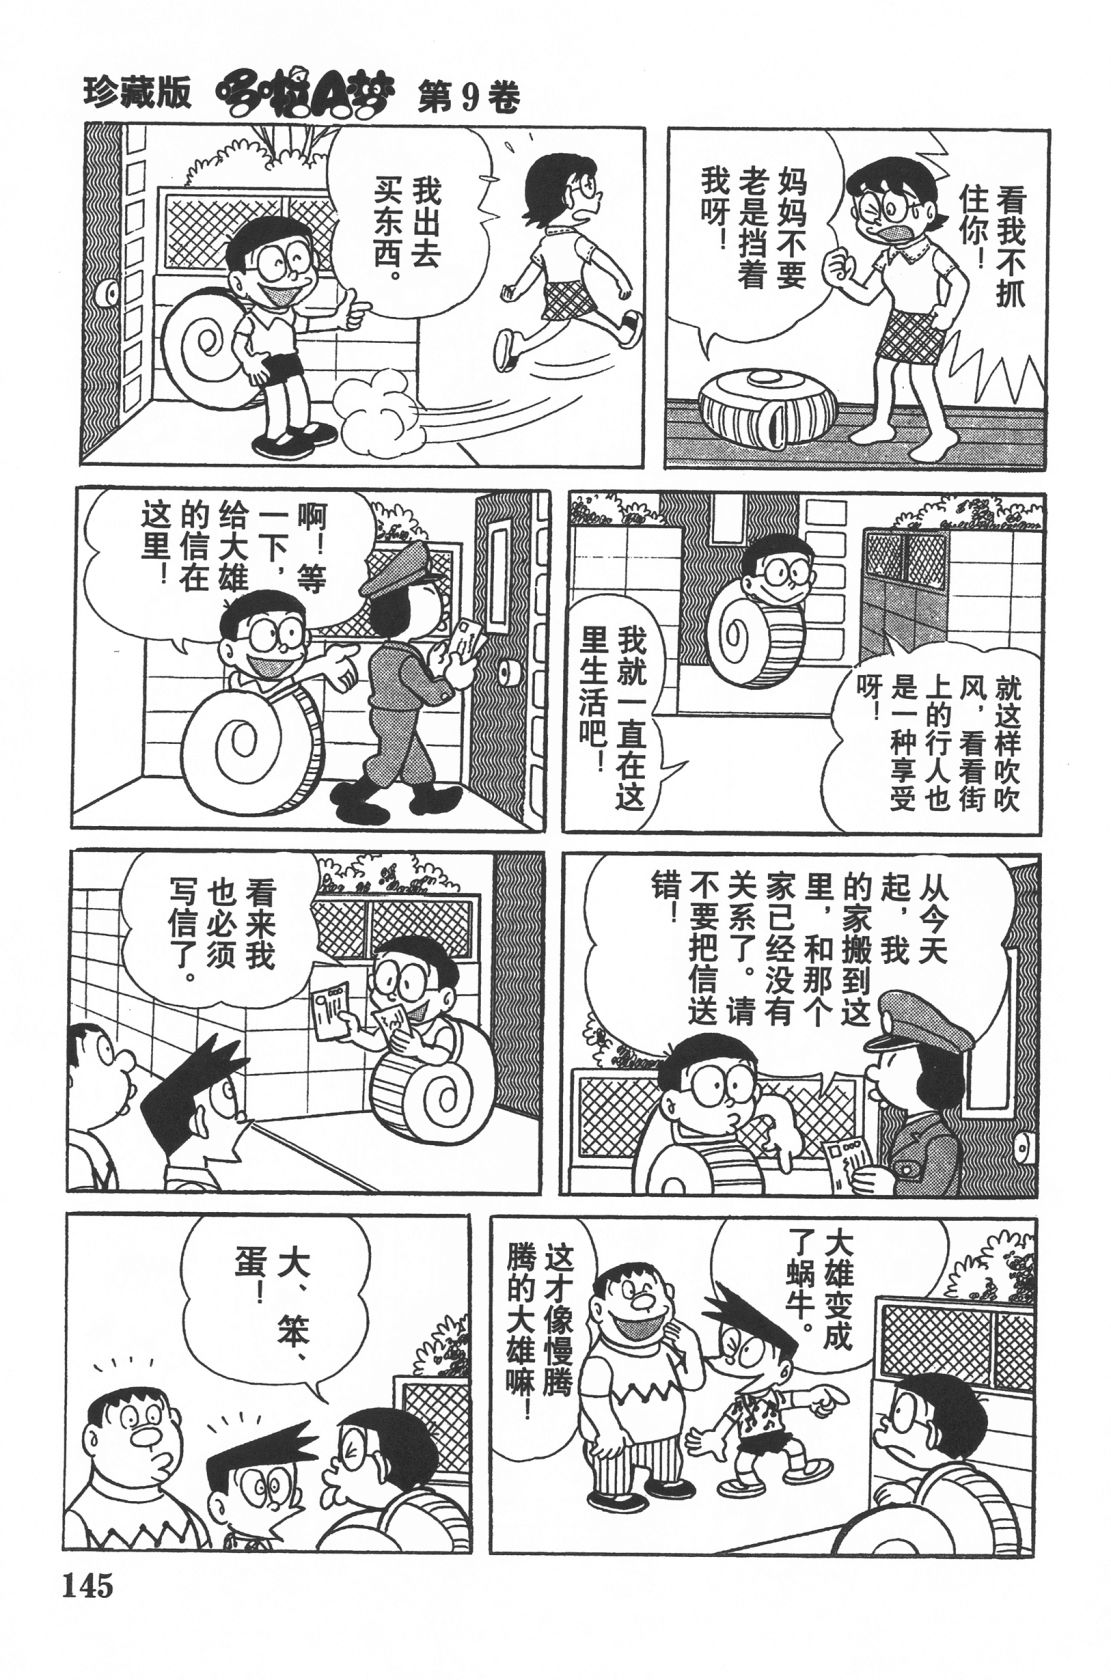 珍藏版 哆啦A梦 第9卷
看我不抓
住你！
妈妈不要
老是挡着
我呀！
我出去
买东西。
就这样吹吹
风，看看街
上的行人也
是一种享受
呀！
我就一直在这
里生活吧！
啊！等
一下，
给大雄
的信在
这里！
从今天
起，我
的家搬到这
里，和那个
家已经没有
关系了。请
不要把信送
错！
看来我
也必须
写信了。
大雄变成
了蜗牛。
这才像慢腾
腾的大雄嘛！
大、笨、
蛋！
145